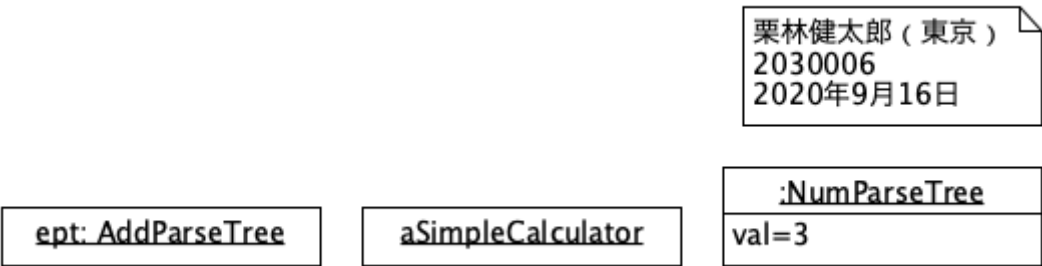 栗林健太郎（東京）
2030006
2020年9月16日
:NumParseTree
ept: AddParseTree
aSimpleCalculator
val=3